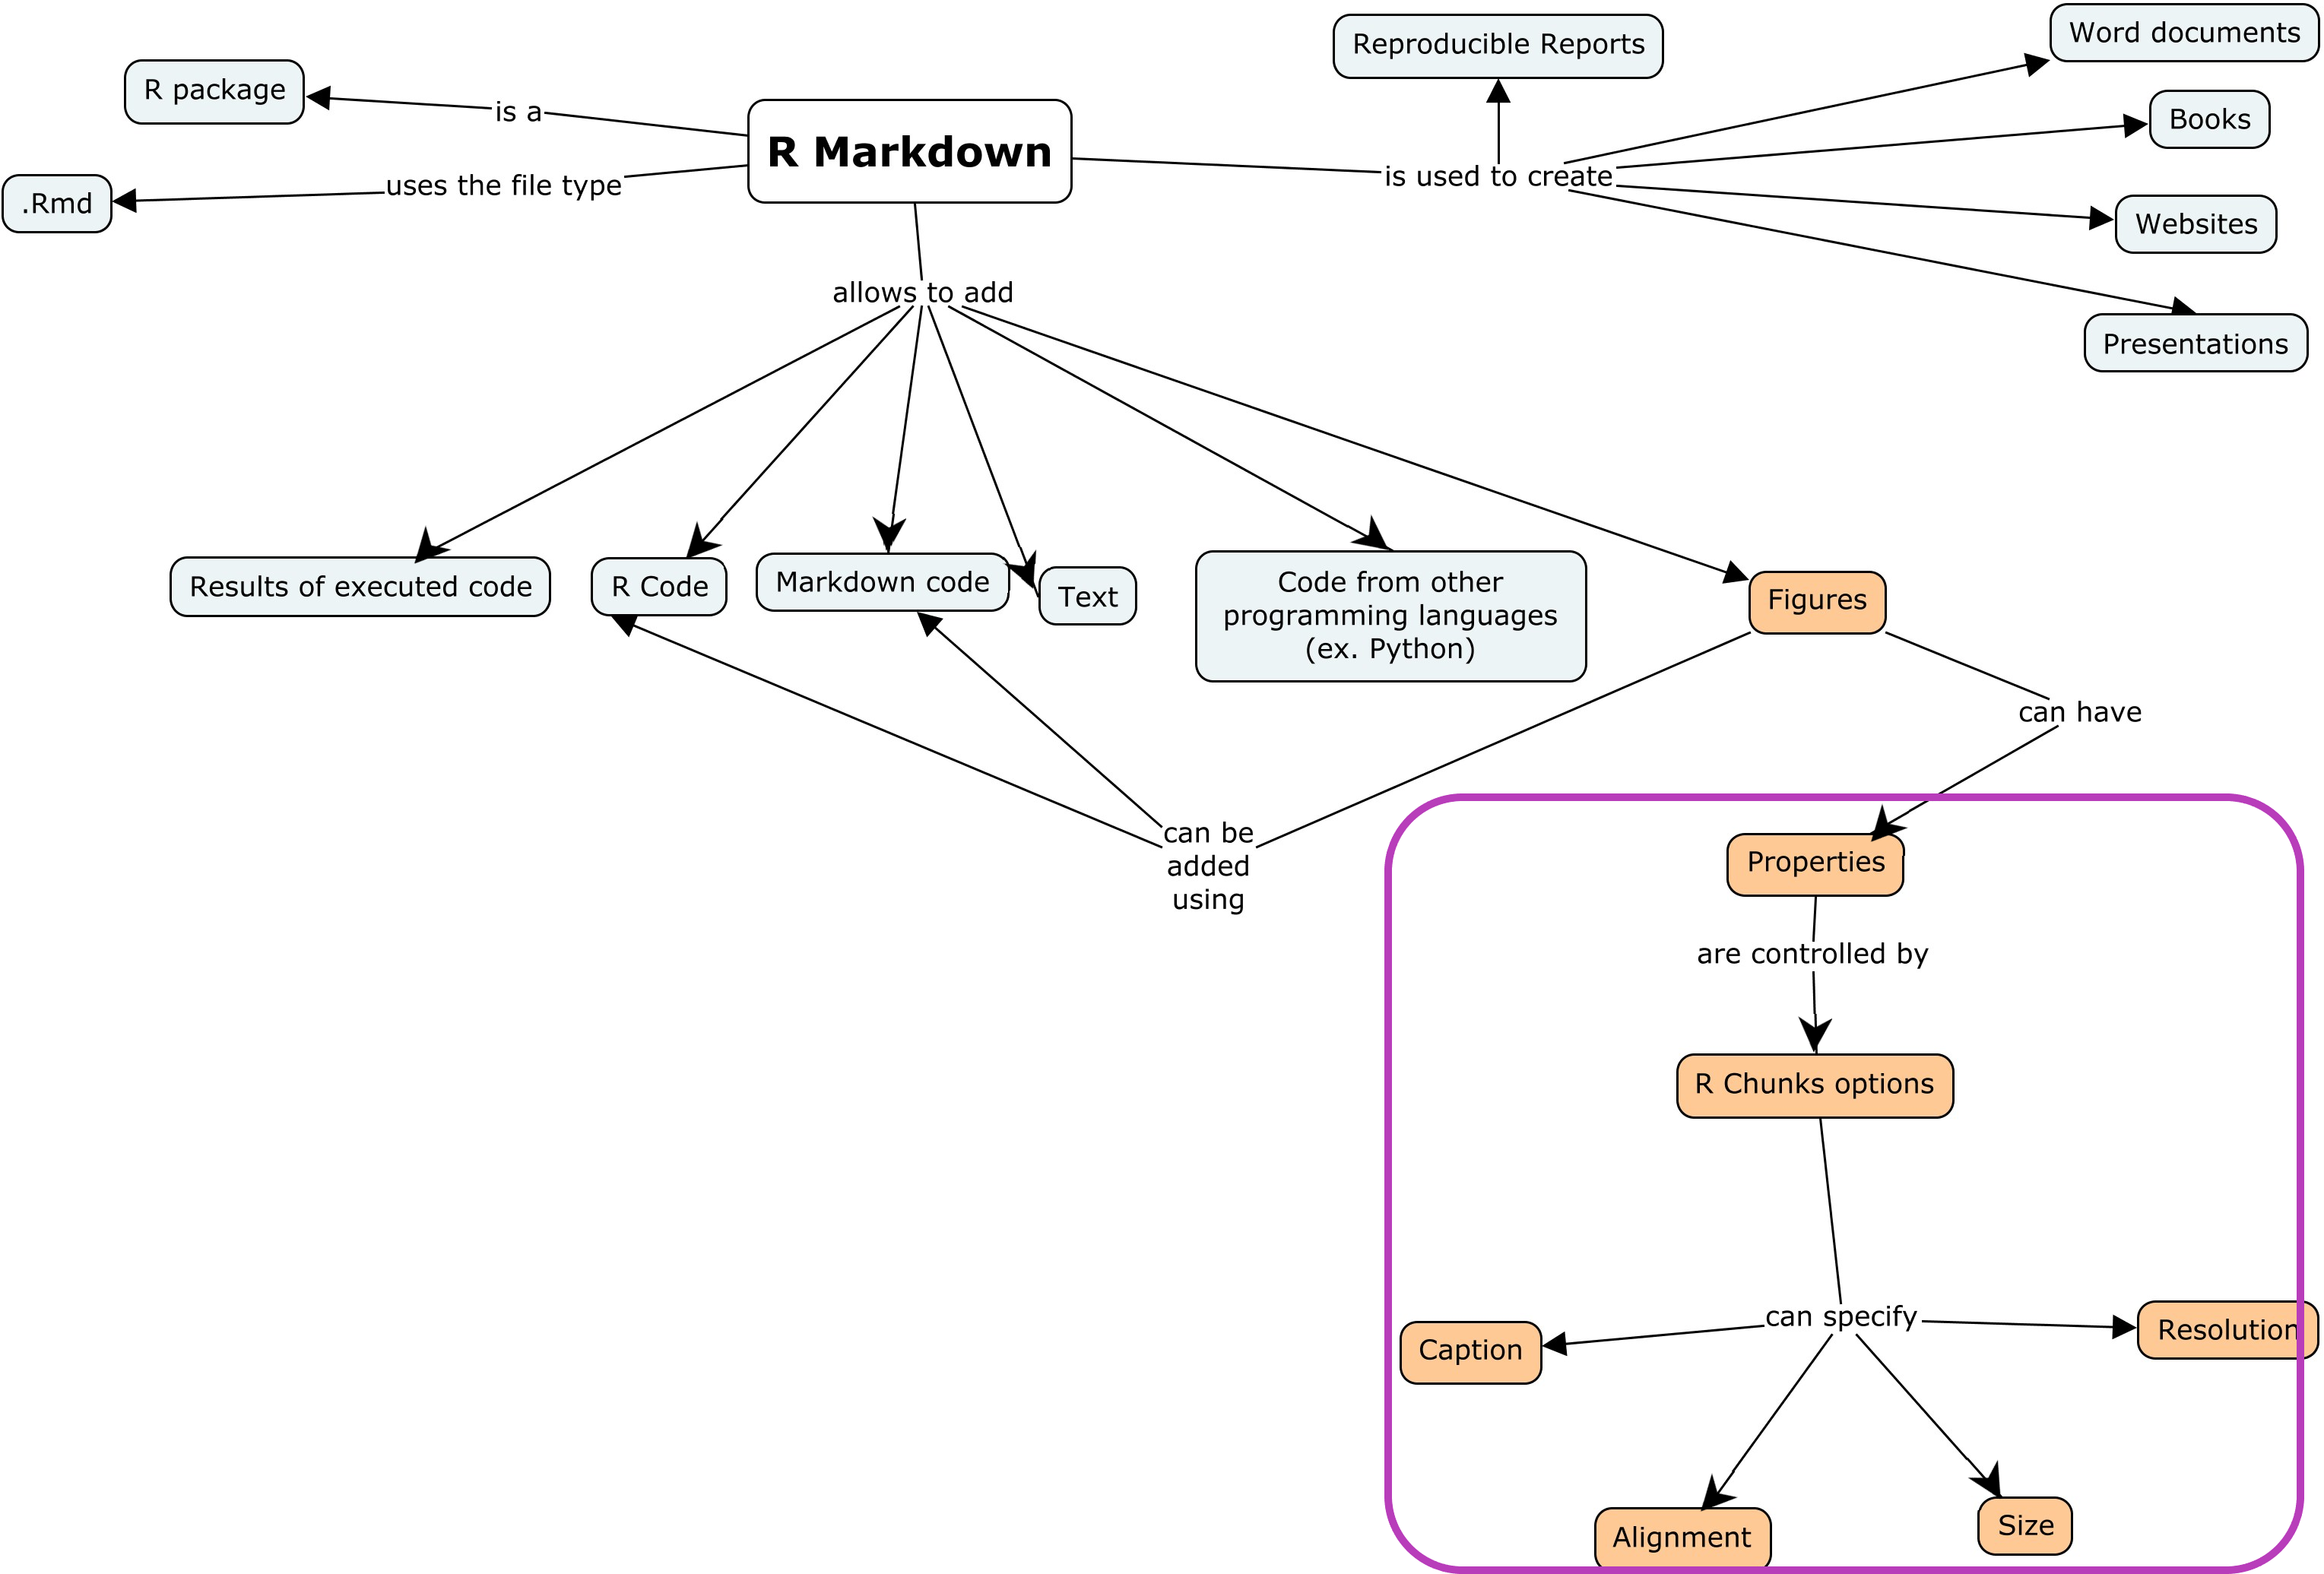 Reproducible Reports
Word documents
R package
is a
R Markdown
Books
.Rmd
uses the file type
is used to create
Websites
allows to add
Presentations
Results of executed code
R Code
Markdown code
Text
Code from other
programming languages
(ex. Python)
Figures
can have
can be
added
using
Properties
are controlled by
R Chunks options
can specify
Caption
Resolution
Alignment
Size